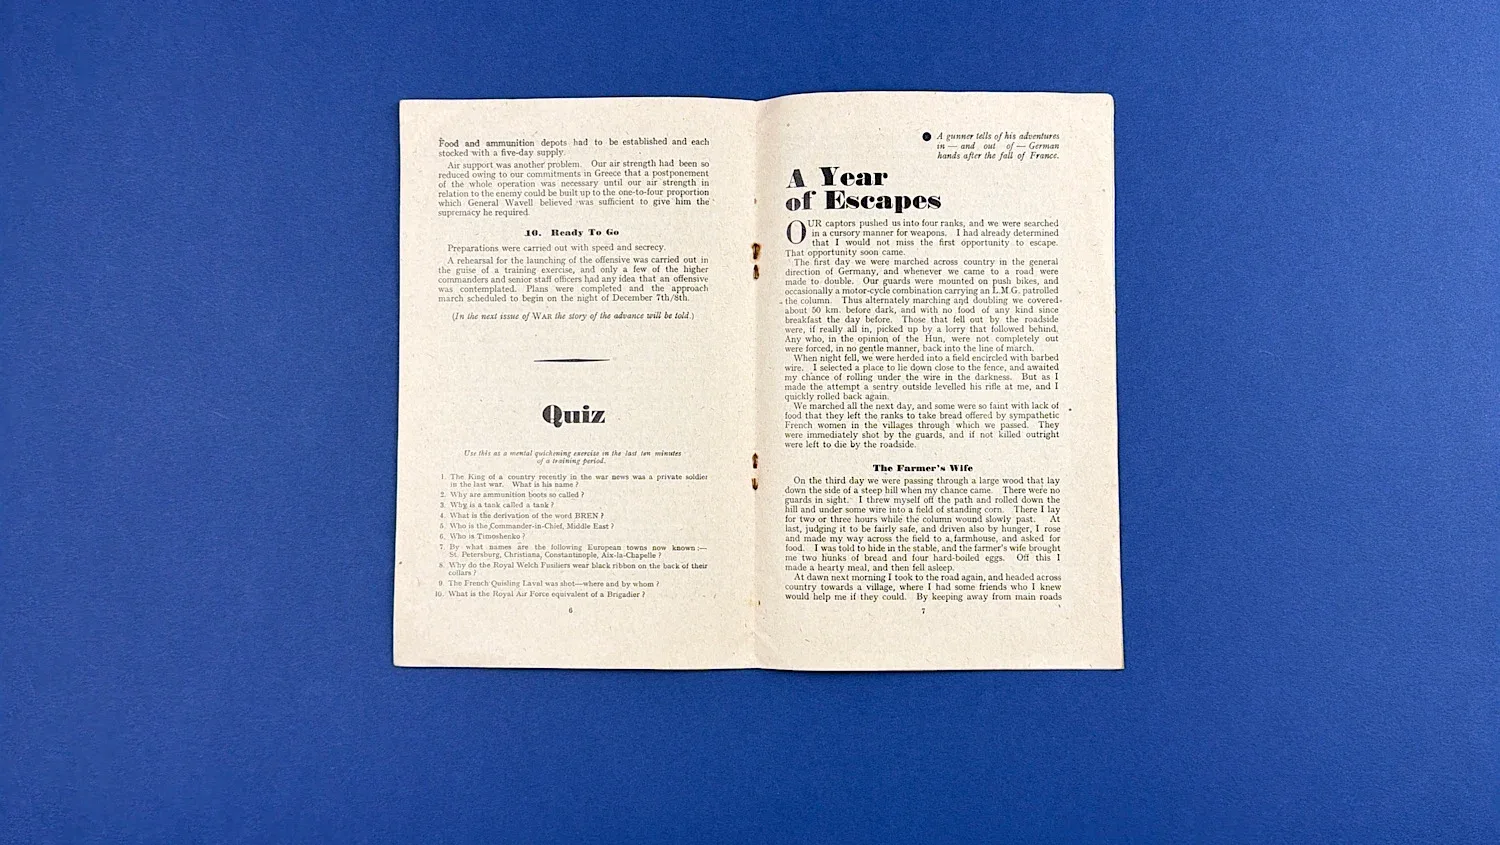 Food and ammunition depots had to be established and each
stocked with a five-day supply.
Air support was another problem. Our air strength had been so
reduced owing to our commitments in Greece that a postponement
of the whole operation was necessary until our air strength in
relation to the enemy could be built up to the one-to-four proportion
which General Wavell believed was sufficient to give him the
supremacy he required.
10. Ready To Go
Preparations were carried out with speed and secrecy.
A rehearsal for the launching of the offensive was carried out in
the guise of a training exercise, and only a few of the higher
commanders and senior staff officers had any idea that an offensive
was contemplated. Plans were completed and the approach
march scheduled to begin on the night of December 7th/8th.
(In the next issue of WAR the story of the advance will be told.)
Quiz
Use this as a mental quickening exercise in the last ten minutes
of a training period.
1. The King of a country recently in the war news was a private soldier
in the last war. What is his name ?
2. Why are ammunition boots so called ?
3. Why is a tank called a tank ?
4. What is the derivation of the word BREN ?
5. Who is the Commander-in-Chief, Middle East ?
6. Who is Timoshenko ?
7. By what names are the following European towns now known :—
St. Petersburg, Christiana, Constantinople, Aix-la-Chapelle ?
8. Why do the Royal Welch Fusiliers wear black ribbon on the back of their
collars ?
9. The French Quisling Laval was shot—where and by whom ?
10. What is the Royal Air Force equivalent of a Brigadier ?
6
● A gunner tells of his adventures
in — and out of — German
hands after the fall of France.
A Year
of Escapes
OUR captors pushed us into four ranks, and we were searched
in a cursory manner for weapons. I had already determined
that I would not miss the first opportunity to escape.
That opportunity soon came.
The first day we were marched across country in the general
direction of Germany, and whenever we came to a road were
made to double. Our guards were mounted on push bikes, and
occasionally a motor-cycle combination carrying an L.M.G. patrolled
the column. Thus alternately marching and doubling we covered
about 50 km. before dark, and with no food of any kind since
breakfast the day before. Those that fell out by the roadside
were, if really all in, picked up by a lorry that followed behind.
Any who, in the opinion of the Hun, were not completely out
were forced, in no gentle manner, back into the line of march.
When night fell, we were herded into a field encircled with barbed
wire. I selected a place to lie down close to the fence, and awaited
my chance of rolling under the wire in the darkness. But as I
made the attempt a sentry outside levelled his rifle at me, and I
quickly rolled back again.
We marched all the next day, and some were so faint with lack of
food that they left the ranks to take bread offered by sympathetic
French women in the villages through which we passed. They
were immediately shot by the guards, and if not killed outright
were left to die by the roadside.
The Farmer's Wife
On the third day we were passing through a large wood that lay
down the side of a steep hill when my chance came. There were no
guards in sight. I threw myself off the path and rolled down the
hill and under some wire into a field of standing corn. There I lay
for two or three hours while the column wound slowly past. At
last, judging it to be fairly safe, and driven also by hunger, I rose
and made my way across the field to a farmhouse, and asked for
food. I was told to hide in the stable, and the farmer's wife brought
me two hunks of bread and four hard-boiled eggs. Off this I
made a hearty meal, and then fell asleep.
At dawn next morning I took to the road again, and headed across
country towards a village, where I had some friends who I knew
would help me if they could. By keeping away from main roads
7